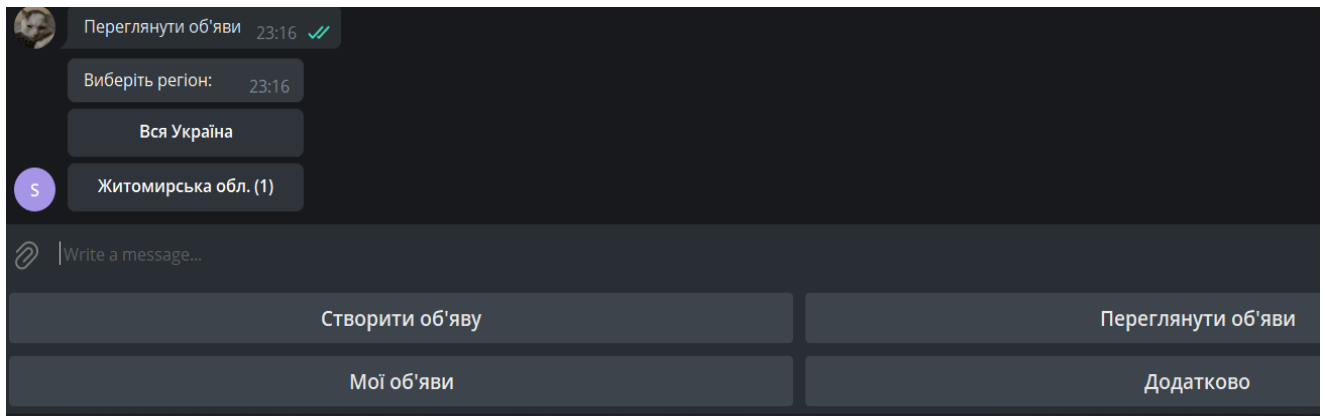 Переглянути об'яви 23:16
Виберіть регіон: 23:16
Вся Україна
S Житомирська обл. (1)
Write a message...
Створити об'яву Переглянути об'яви
Мої об'яви Додатково